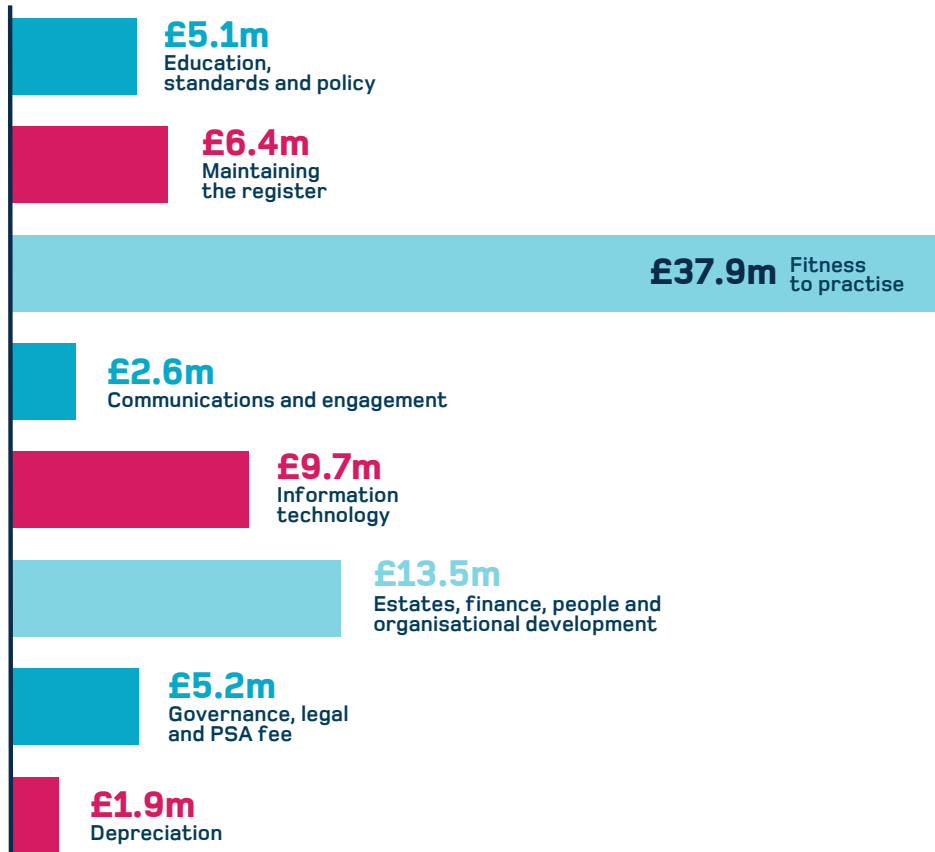 £5.1m
Education,
standards and policy
£6.4m
Maintaining
the register
£37.9m Fitness
to practise
£2.6m
Communications and engagement
£9.7m
Information
technology
£13.5m
Estates, finance, people and
organisational development
£5.2m
Governance, legal
and PSA fee
£1.9m
Depreciation